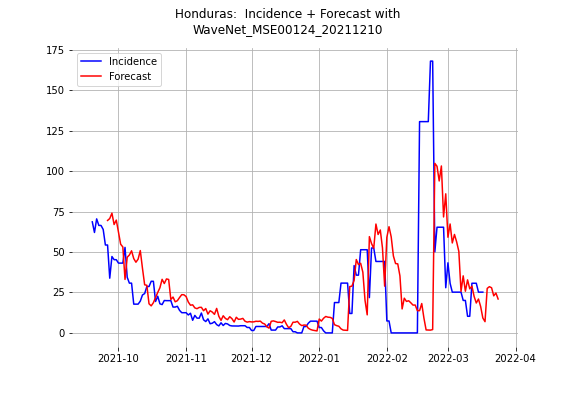 Honduras:  Incidence + Forecast with
WaveNet_MSE00124_20211210
Incidence
Forecast
175
150
125
100
75
50
25
0
2021-10 2021-11 2021-12 2022-01 2022-02 2022-03 2022-04